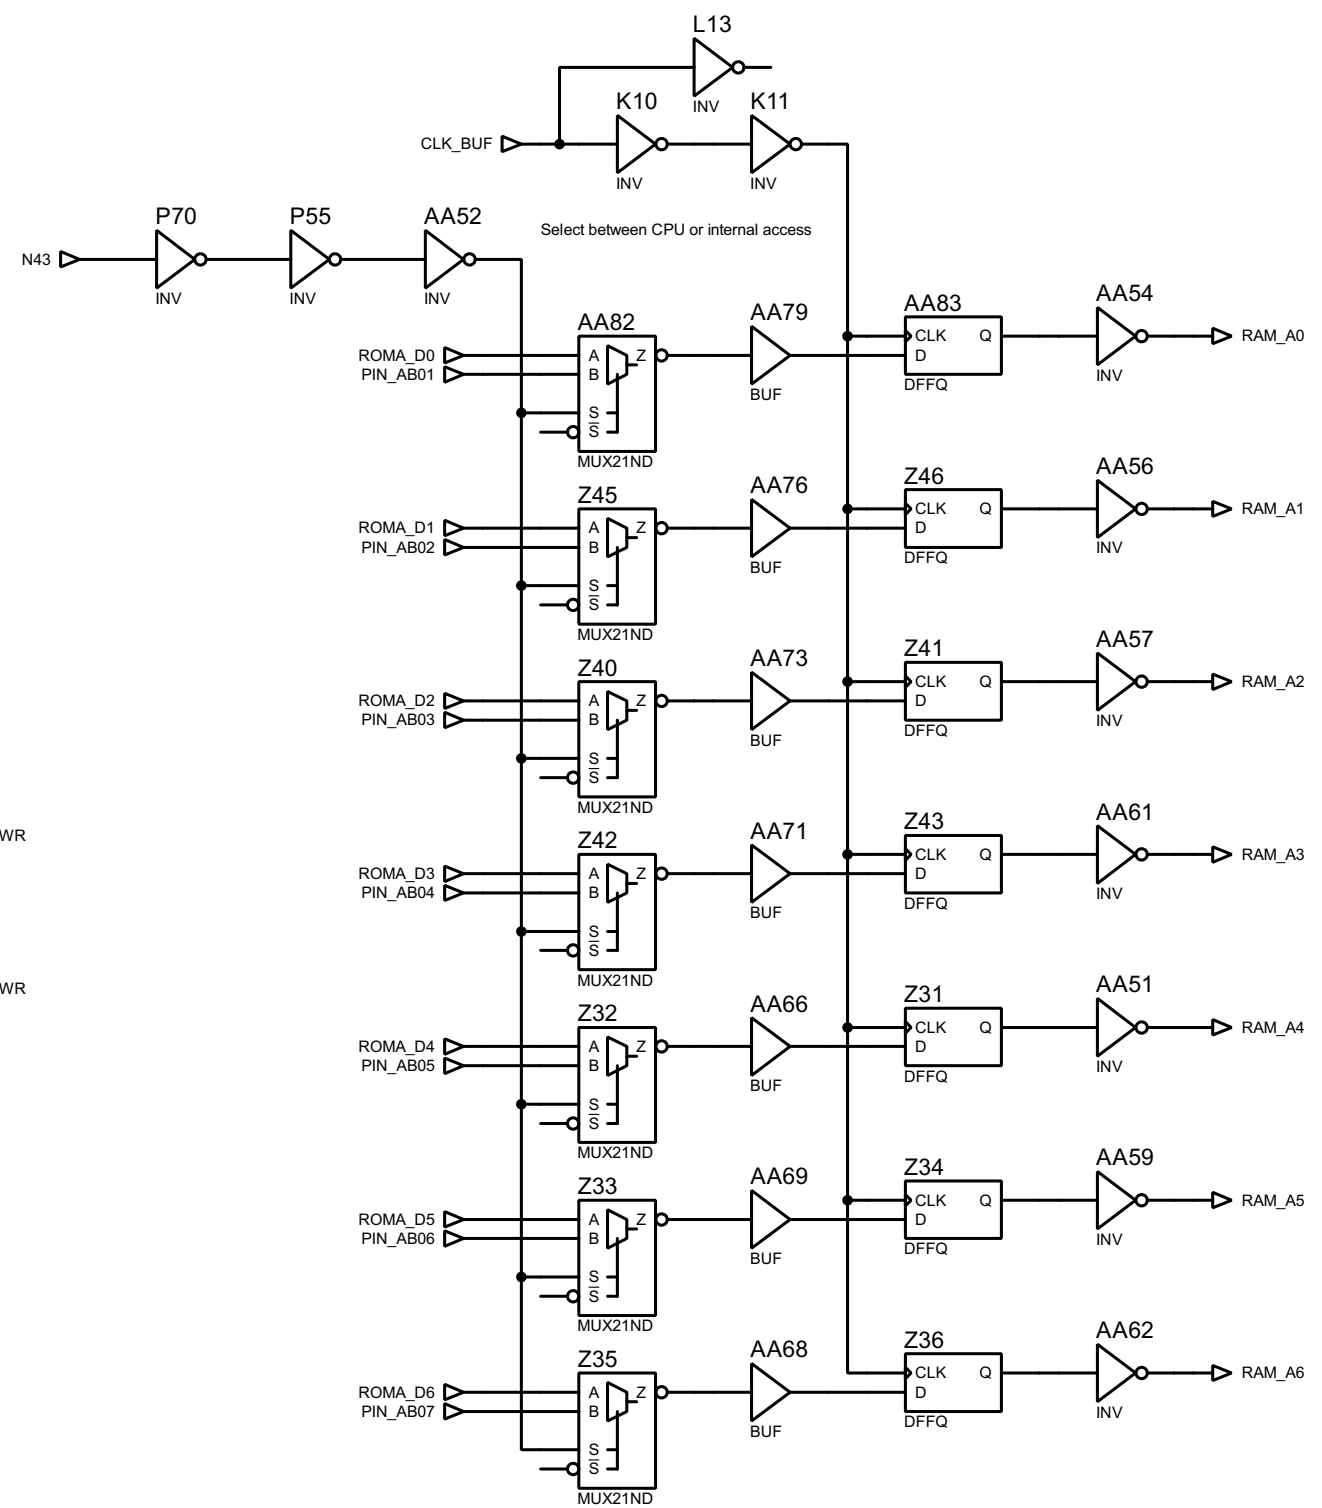 L13
INV
K10
K11
CLK_BUF
INV
INV
P70
P55
AA52
Select between CPU or internal access
N43
INV
INV
INV
AA82
AA79
AA83
AA54
ROMA_D0
PIN_AB01
A
B
Z
S
S
MUX21ND
BUF
CLK
Q
D
DFFQ
INV
RAM_A0
Z45
AA76
Z46
AA56
ROMA_D1
PIN_AB02
A
B
Z
S
S
MUX21ND
BUF
CLK
Q
D
DFFQ
INV
RAM_A1
Z40
AA73
Z41
AA57
ROMA_D2
PIN_AB03
A
B
Z
S
S
MUX21ND
BUF
CLK
Q
D
DFFQ
INV
RAM_A2
WR
Z42
AA71
Z43
AA61
ROMA_D3
PIN_AB04
A
B
Z
S
S
MUX21ND
BUF
CLK
Q
D
DFFQ
INV
RAM_A3
WR
Z32
AA66
Z31
AA51
ROMA_D4
PIN_AB05
A
B
Z
S
S
MUX21ND
BUF
CLK
Q
D
DFFQ
INV
RAM_A4
Z33
AA69
Z34
AA59
ROMA_D5
PIN_AB06
A
B
Z
S
S
MUX21ND
BUF
CLK
Q
D
DFFQ
INV
RAM_A5
Z35
AA68
Z36
AA62
ROMA_D6
PIN_AB07
A
B
Z
S
S
MUX21ND
BUF
CLK
Q
D
DFFQ
INV
RAM_A6